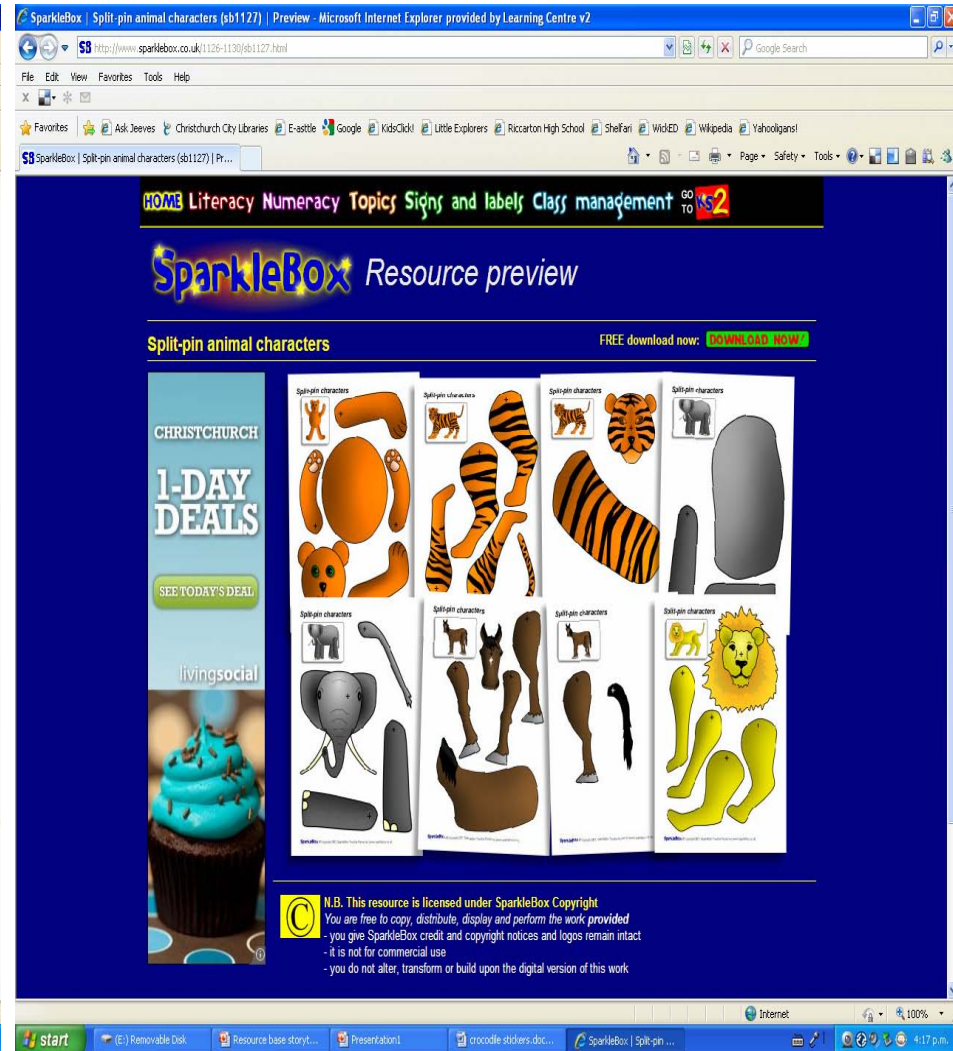 SparkleBox | Split-pin animal characters (sb1127) | Preview - Microsoft Internet Explorer provided by Learning Centre v2
SB http://www.sparklebox.co.uk/1126-1130/sb1127.html
Google Search
File Edit View Favorites Tools Help
X
Favorites Ask Jeeves Christchurch City Libraries E-asttle Google KidsClick! Little Explorers Riccarton High School Shelfari WickED Wikipedia Yahooligans!
SB SparkleBox | Split-pin animal characters (sb1127) | Pr...
Page Safety Tools
HOME Literacy Numeracy Topics Signs and labels Class management GO TO KS2
SparkleBox Resource preview
Split-pin animal characters
FREE download now: DOWNLOAD NOW!
CHRISTCHURCH
1-DAY
DEALS
SEE TODAY'S DEAL
livingsocial
Split-pin characters
Split-pin characters
Split-pin characters
Split-pin characters
Split-pin characters
Split-pin characters
Split-pin characters
Split-pin characters
© N.B. This resource is licensed under SparkleBox Copyright
You are free to copy, distribute, display and perform the work provided
- you give SparkleBox credit and copyright notices and logos remain intact
- it is not for commercial use
- you do not alter, transform or build upon the digital version of this work
Internet 100%
start (E:) Removable Disk Resource base storyt... Presentation1 crocodile stickers.doc... SparkleBox | Split-pin ... 4:17 p.m.